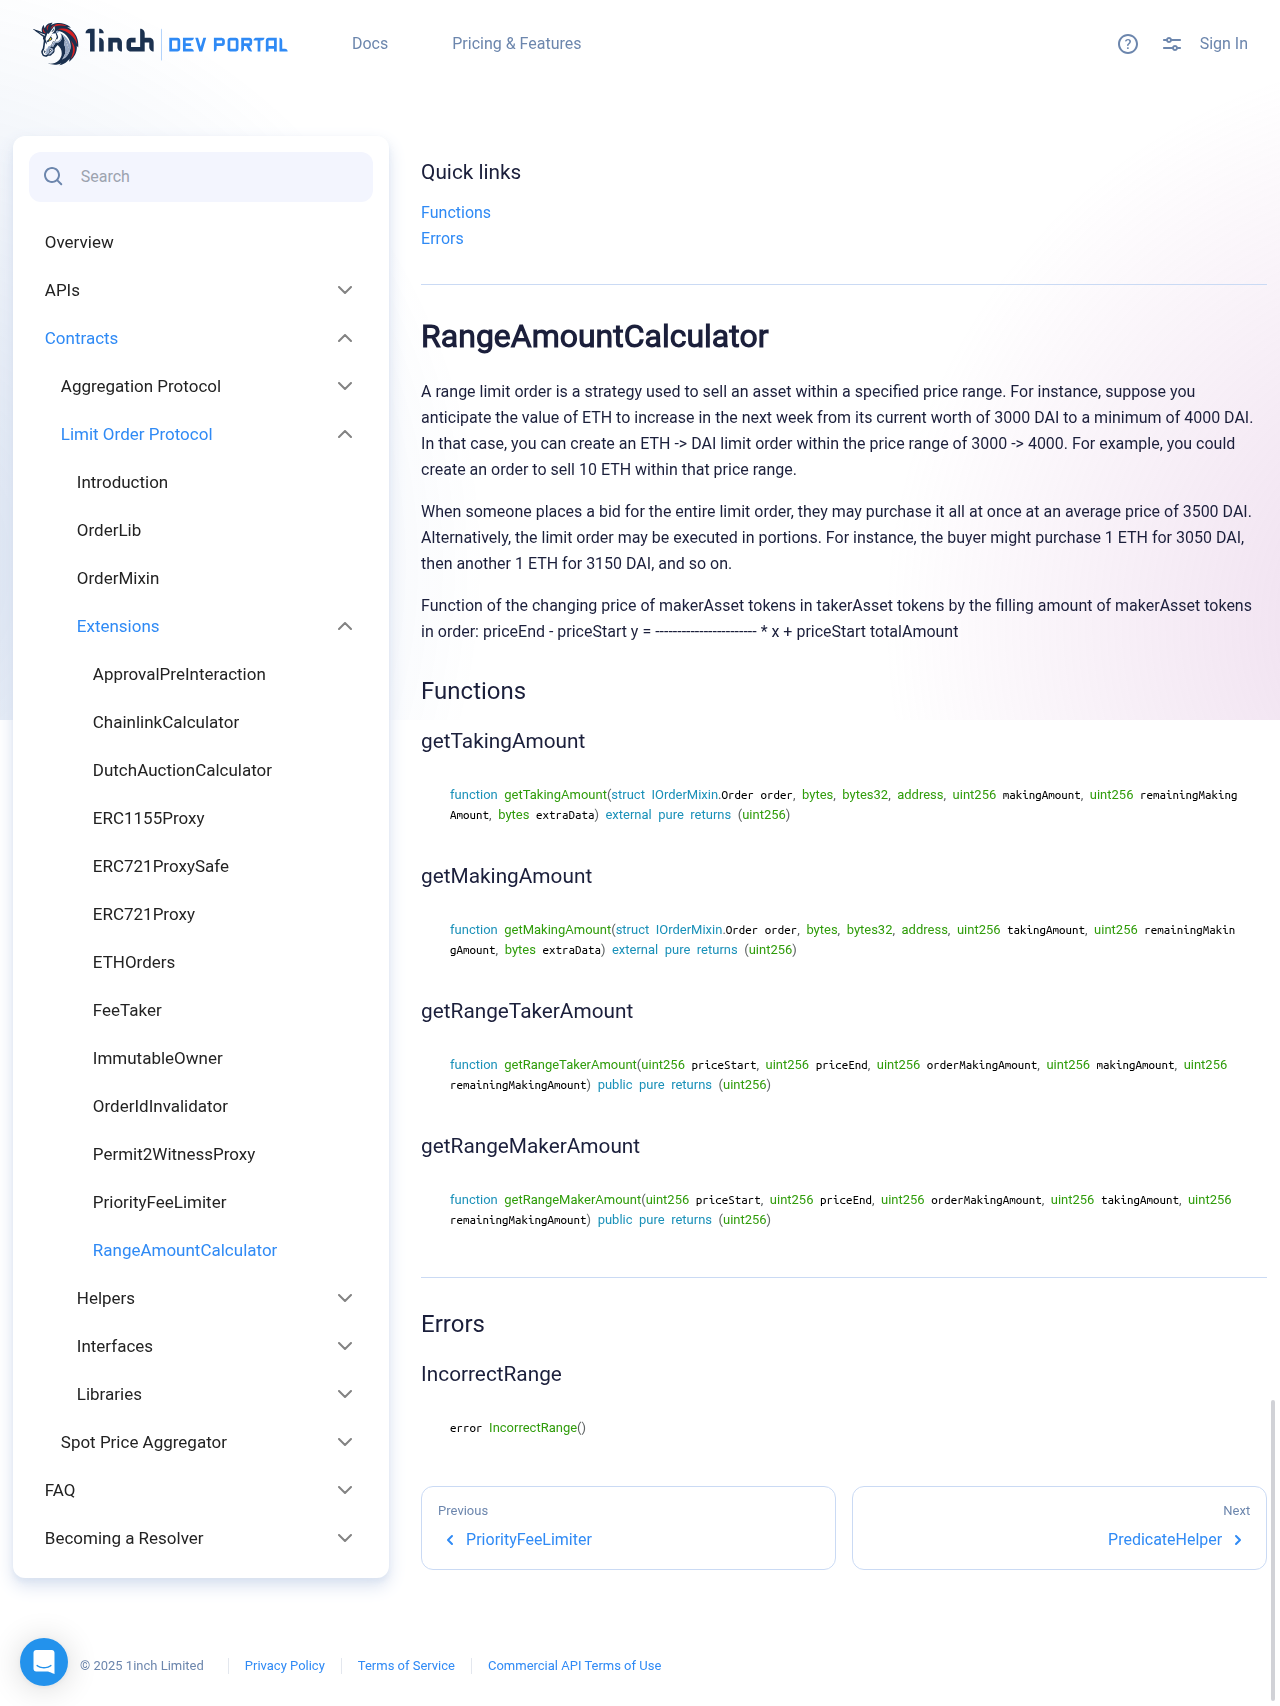 1inch DEV PORTAL
Docs
Pricing & Features
Sign In
Search
Overview
APIs
Contracts
Aggregation Protocol
Limit Order Protocol
Introduction
OrderLib
OrderMixin
Extensions
ApprovalPreInteraction
ChainlinkCalculator
DutchAuctionCalculator
ERC1155Proxy
ERC721ProxySafe
ERC721Proxy
ETHOrders
FeeTaker
ImmutableOwner
OrderIdInvalidator
Permit2WitnessProxy
PriorityFeeLimiter
RangeAmountCalculator
Helpers
Interfaces
Libraries
Spot Price Aggregator
FAQ
Becoming a Resolver
Quick links
Functions
Errors
RangeAmountCalculator
A range limit order is a strategy used to sell an asset within a specified price range. For instance, suppose you
anticipate the value of ETH to increase in the next week from its current worth of 3000 DAI to a minimum of 4000 DAI.
In that case, you can create an ETH -> DAI limit order within the price range of 3000 -> 4000. For example, you could
create an order to sell 10 ETH within that price range.
When someone places a bid for the entire limit order, they may purchase it all at once at an average price of 3500 DAI.
Alternatively, the limit order may be executed in portions. For instance, the buyer might purchase 1 ETH for 3050 DAI,
then another 1 ETH for 3150 DAI, and so on.
Function of the changing price of makerAsset tokens in takerAsset tokens by the filling amount of makerAsset tokens
in order: priceEnd - priceStart y = ----------------------- * x + priceStart totalAmount
Functions
getTakingAmount
function getTakingAmount(struct IOrderMixin.Order order, bytes, bytes32, address, uint256 makingAmount, uint256 remainingMaking
Amount, bytes extraData) external pure returns (uint256)
getMakingAmount
function getMakingAmount(struct IOrderMixin.Order order, bytes, bytes32, address, uint256 takingAmount, uint256 remainingMakin
gAmount, bytes extraData) external pure returns (uint256)
getRangeTakerAmount
function getRangeTakerAmount(uint256 priceStart, uint256 priceEnd, uint256 orderMakingAmount, uint256 makingAmount, uint256
remainingMakingAmount) public pure returns (uint256)
getRangeMakerAmount
function getRangeMakerAmount(uint256 priceStart, uint256 priceEnd, uint256 orderMakingAmount, uint256 takingAmount, uint256
remainingMakingAmount) public pure returns (uint256)
Errors
IncorrectRange
error IncorrectRange()
Previous
PriorityFeeLimiter
Next
PredicateHelper
© 2025 1inch Limited
Privacy Policy
Terms of Service
Commercial API Terms of Use